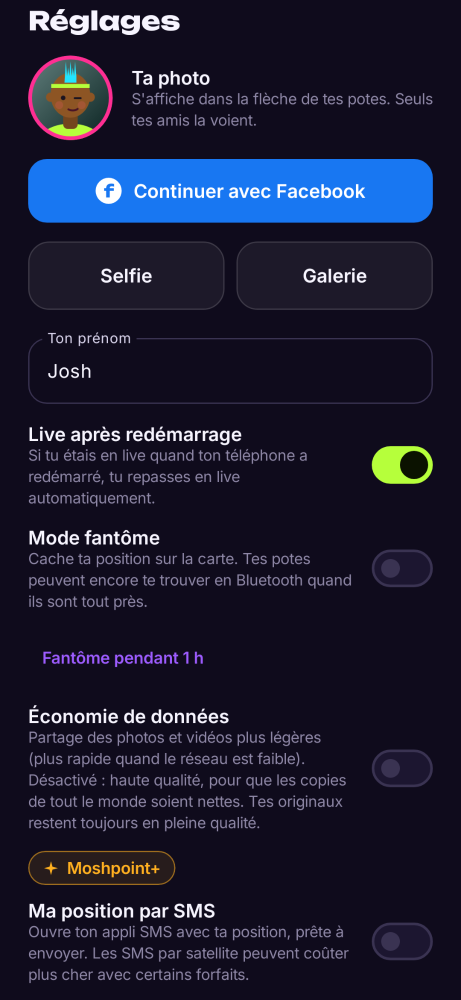 Réglages
Ta photo
S'affiche dans la flèche de tes potes. Seuls
tes amis la voient.
Continuer avec Facebook
Selfie
Galerie
Ton prénom
Josh
Live après redémarrage
Si tu étais en live quand ton téléphone a
redémarré, tu repasses en live
automatiquement.
Mode fantôme
Cache ta position sur la carte. Tes potes
peuvent encore te trouver en Bluetooth quand
ils sont tout près.
Fantôme pendant 1 h
Économie de données
Partage des photos et vidéos plus légères
(plus rapide quand le réseau est faible).
Désactivé : haute qualité, pour que les copies
de tout le monde soient nettes. Tes originaux
restent toujours en pleine qualité.
Moshpoint+
Ma position par SMS
Ouvre ton appli SMS avec ta position, prête à
envoyer. Les SMS par satellite peuvent coûter
plus cher avec certains forfaits.